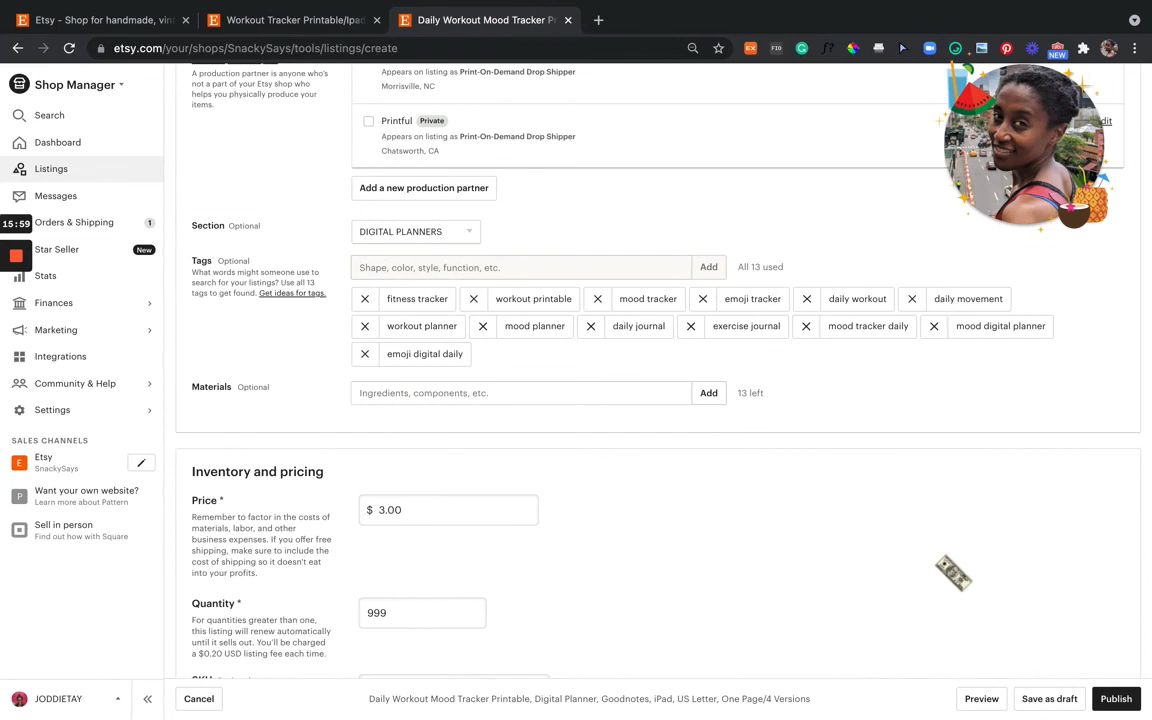 Etsy - Shop for handmade, vint
Workout Tracker Printable/Ipad
Daily Workout Mood Tracker Pr
etsy.com/your/shops/SnackySays/tools/listings/create
NEW
Shop Manager
Search
Dashboard
Listings
Messages
15:59
Orders & Shipping
1
Star Seller
New
Stats
Finances
Marketing
Integrations
Community & Help
Settings
SALES CHANNELS
E
Etsy
SnackySays
P
Want your own website?
Learn more about Pattern
Sell in person
Find out how with Square
JODDIETAY
A production partner is anyone who's
not a part of your Etsy shop who
helps you physically produce your
items.
Appears on listing as Print-On-Demand Drop Shipper
Morrisville, NC
Printful Private
Appears on listing as Print-On-Demand Drop Shipper
Chatsworth, CA
Add a new production partner
Section Optional
DIGITAL PLANNERS
Tags Optional
What words might someone use to
search for your listings? Use all 13
tags to get found. Get ideas for tags.
Shape, color, style, function, etc.
Add
All 13 used
fitness tracker
workout printable
mood tracker
emoji tracker
daily workout
daily movement
workout planner
mood planner
daily journal
exercise journal
mood tracker daily
mood digital planner
emoji digital daily
Materials Optional
Ingredients, components, etc.
Add
13 left
Inventory and pricing
Price *
Remember to factor in the costs of
materials, labor, and other
business expenses. If you offer free
shipping, make sure to include the
cost of shipping so it doesn't eat
into your profits.
$ 3.00
Quantity *
For quantities greater than one,
this listing will renew automatically
until it sells out. You'll be charged
a $0.20 USD listing fee each time.
999
Cancel
Daily Workout Mood Tracker Printable, Digital Planner, Goodnotes, iPad, US Letter, One Page/4 Versions
Preview
Save as draft
Publish